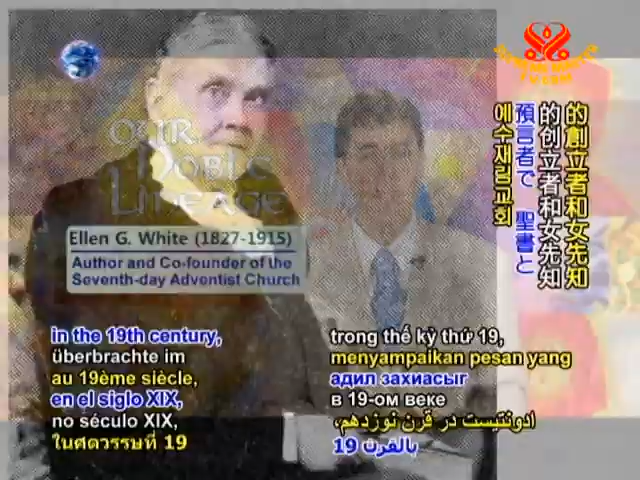 OUR
NOBLE
LINEAGE
Ellen G. White (1827-1915)
Author and Co-founder of the
Seventh-day Adventist Church
的創立者和女先知
的创立者和女先知
預言者で 聖書と
예수재림교회
in the 19th century,
überbrachte im
au 19ème siècle,
en el siglo XIX,
no século XIX,
ในศตวรรษที่ 19
trong thế kỷ thứ 19,
menyampaikan pesan yang
адил захиасыг
в 19-ом веке
ادونتیست در قرن نوزدهم،
بالقرن 19